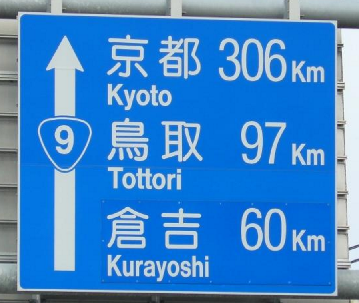 京都 306 Km
Kyoto
9
鳥取 97 Km
Tottori
倉吉 60 Km
Kurayoshi